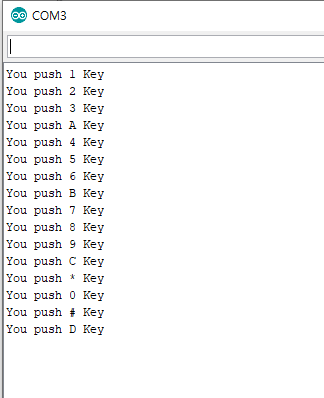 COM3
You push 1 Key
You push 2 Key
You push 3 Key
You push A Key
You push 4 Key
You push 5 Key
You push 6 Key
You push B Key
You push 7 Key
You push 8 Key
You push 9 Key
You push C Key
You push * Key
You push 0 Key
You push # Key
You push D Key